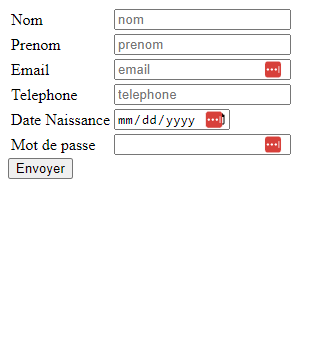 Nom nom
Prenom prenom
Email email
Telephone telephone
Date Naissance mm/dd/yyyy
Mot de passe
Envoyer